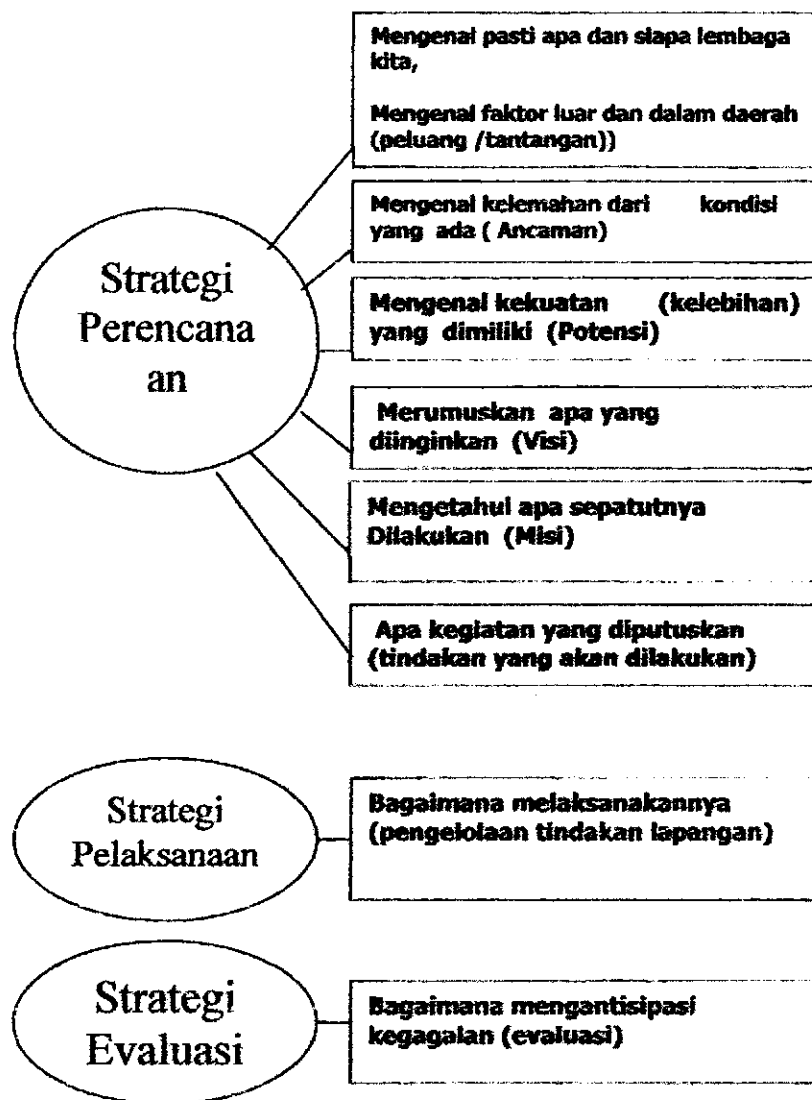 Mengenal pasti apa dan siapa lembaga
kita,
Mengenal faktor luar dan dalam daerah
(peluang /tantangan))
Mengenal kelemahan dari kondisi
yang ada ( Ancaman)
Strategi
Perencana
an
Mengenal kekuatan (kelebihan)
yang dimiliki (Potensi)
Merumuskan apa yang
diinginkan (Visi)
Mengetahui apa sepatutnya
Dilakukan (Misi)
Apa kegiatan yang diputuskan
(tindakan yang akan dilakukan)
Strategi
Pelaksanaan
Bagaimana melaksanakannya
(pengelolaan tindakan lapangan)
Strategi
Evaluasi
Bagaimana mengantisipasi
kegagalan (evaluasi)